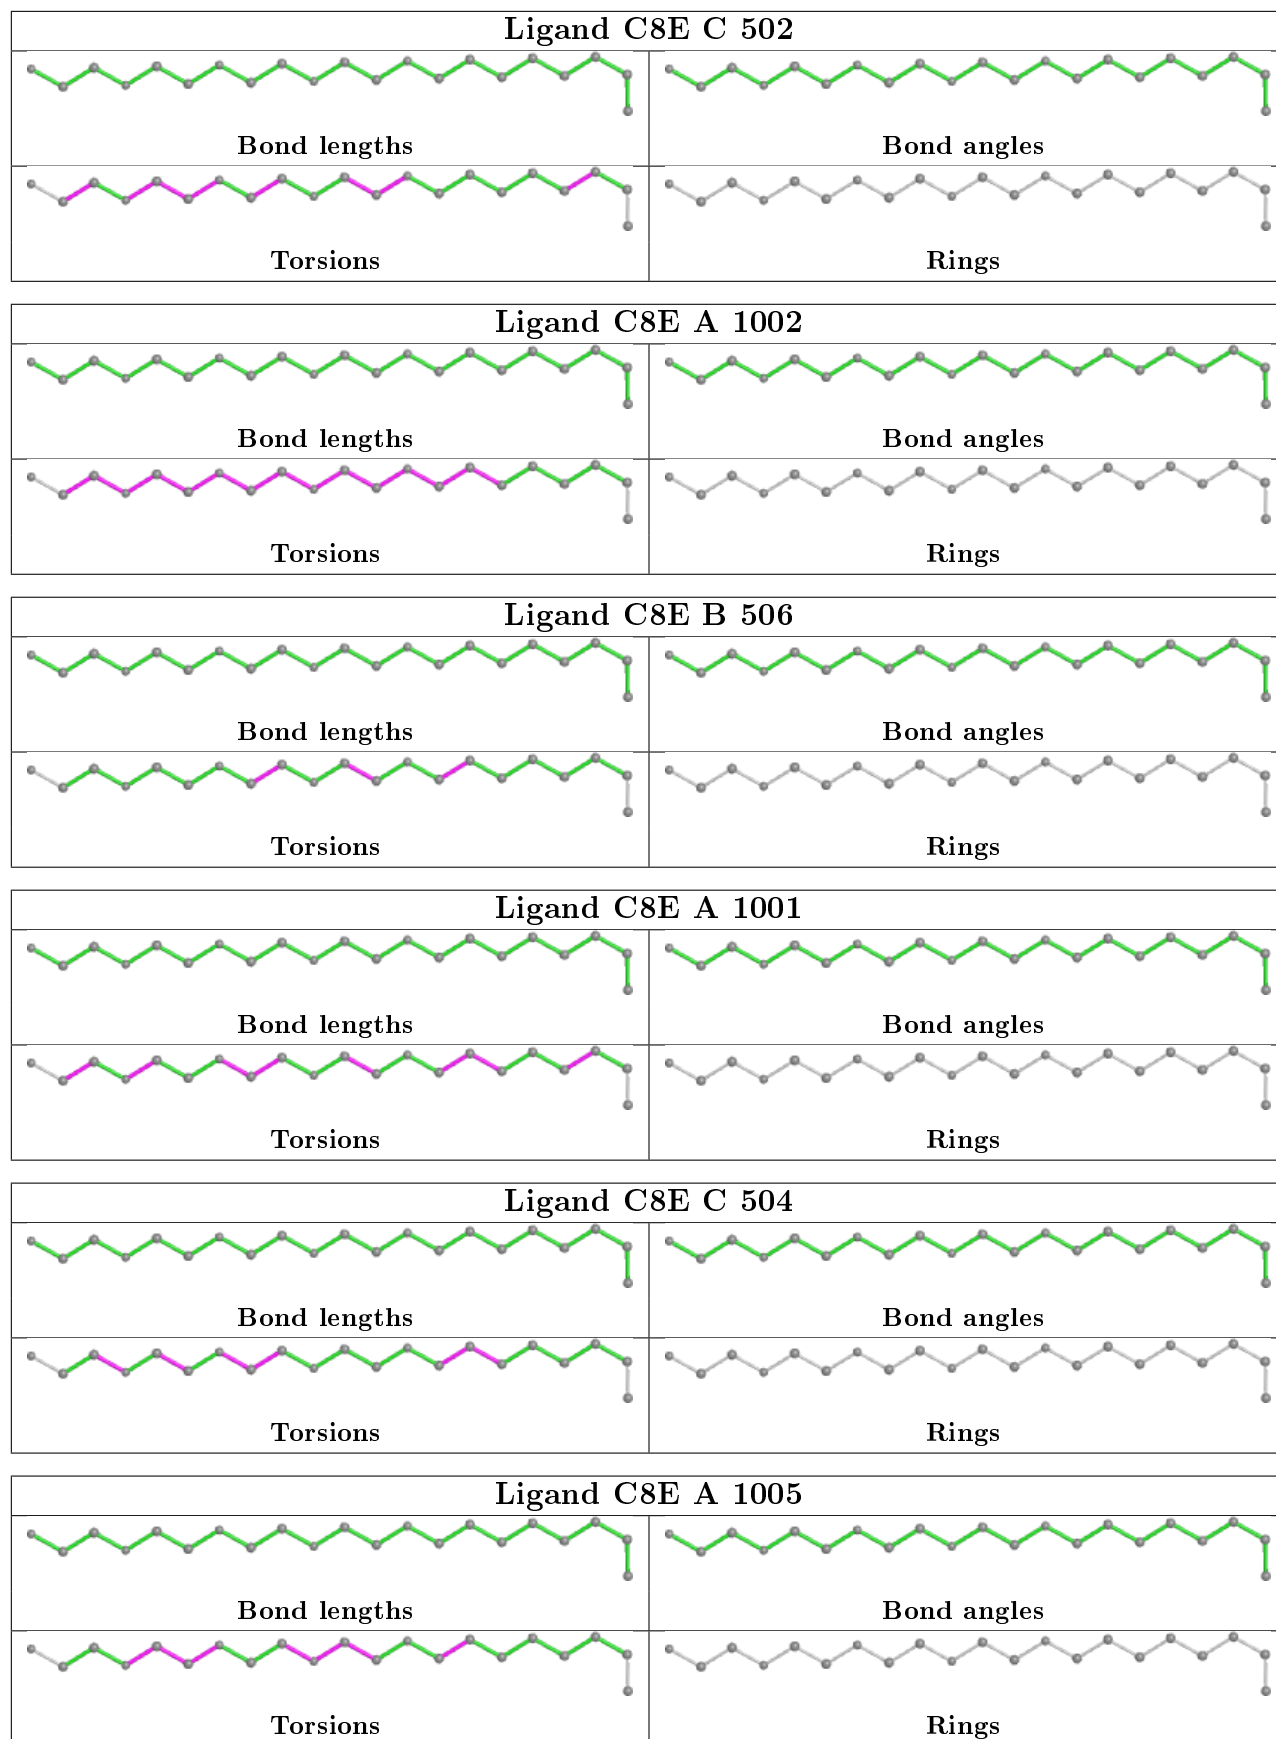 Ligand C8E C 502
Bond lengths Bond angles
Torsions Rings
Ligand C8E A 1002
Bond lengths Bond angles
Torsions Rings
Ligand C8E B 506
Bond lengths Bond angles
Torsions Rings
Ligand C8E A 1001
Bond lengths Bond angles
Torsions Rings
Ligand C8E C 504
Bond lengths Bond angles
Torsions Rings
Ligand C8E A 1005
Bond lengths Bond angles
Torsions Rings